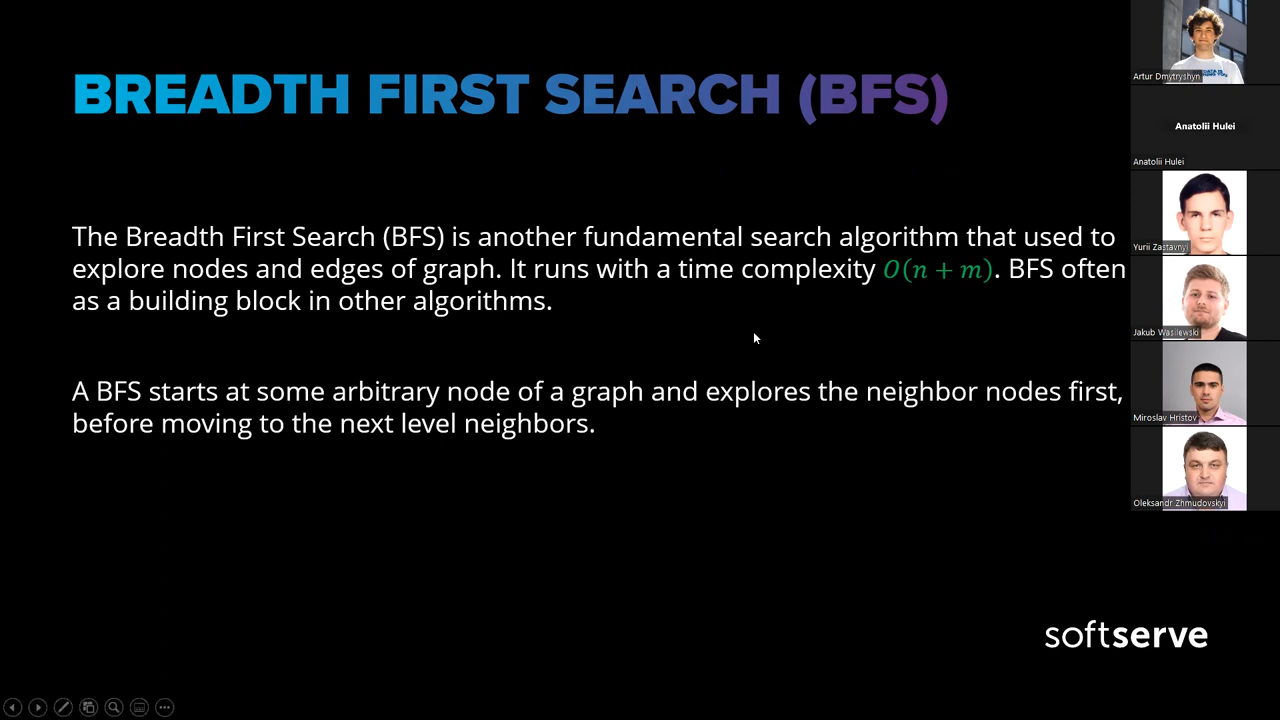 BREADTH FIRST SEARCH (BFS)
The Breadth First Search (BFS) is another fundamental search algorithm that used to
explore nodes and edges of graph. It runs with a time complexity O(n + m). BFS often
as a building block in other algorithms.
A BFS starts at some arbitrary node of a graph and explores the neighbor nodes first,
before moving to the next level neighbors.
softserve
Artur Dmytryshyn
Anatolii Hulei
Anatolii Hulei
Yurii Zastavnyi
Jakub Wasilewski
Miroslav Hristov
Oleksandr Zhmudovskyi